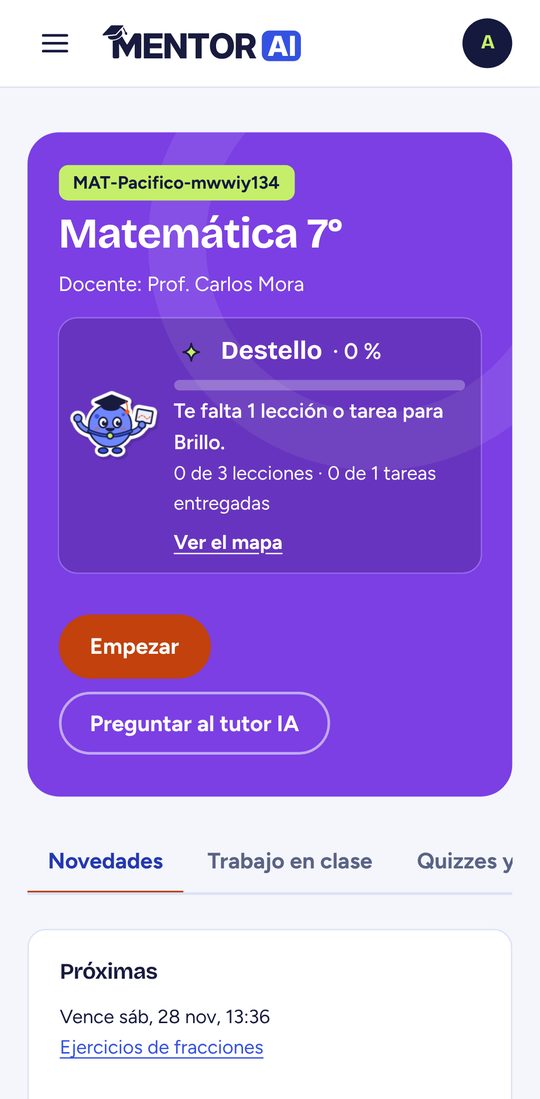 MENTOR AI
A
MAT-Pacifico-mwwiy134
Matemática 7º
Docente: Prof. Carlos Mora
Destello · 0 %
Te falta 1 lección o tarea para
Brillo.
0 de 3 lecciones · 0 de 1 tareas
entregadas
Ver el mapa
Empezar
Preguntar al tutor IA
Novedades Trabajo en clase Quizzes y
Próximas
Vence sáb, 28 nov, 13:36
Ejercicios de fracciones